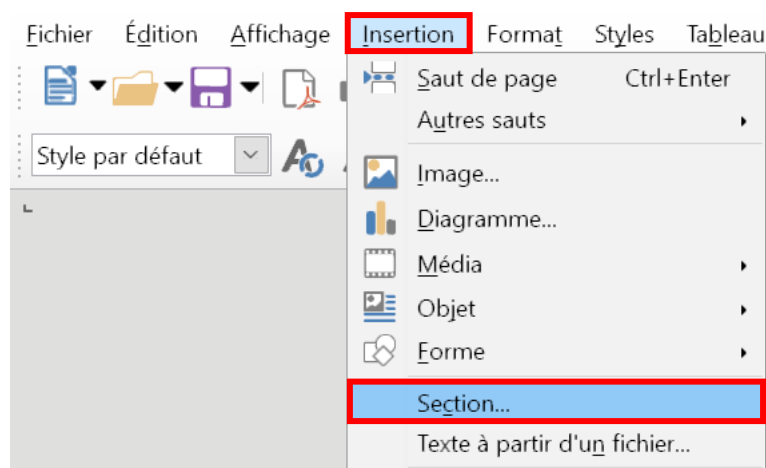 Fichier Édition Affichage Insertion Format Styles Tableau
Saut de page Ctrl+Enter
Autres sauts
Style par défaut
Image...
Diagramme...
Média
Objet
Forme
Section...
Texte à partir d'un fichier...